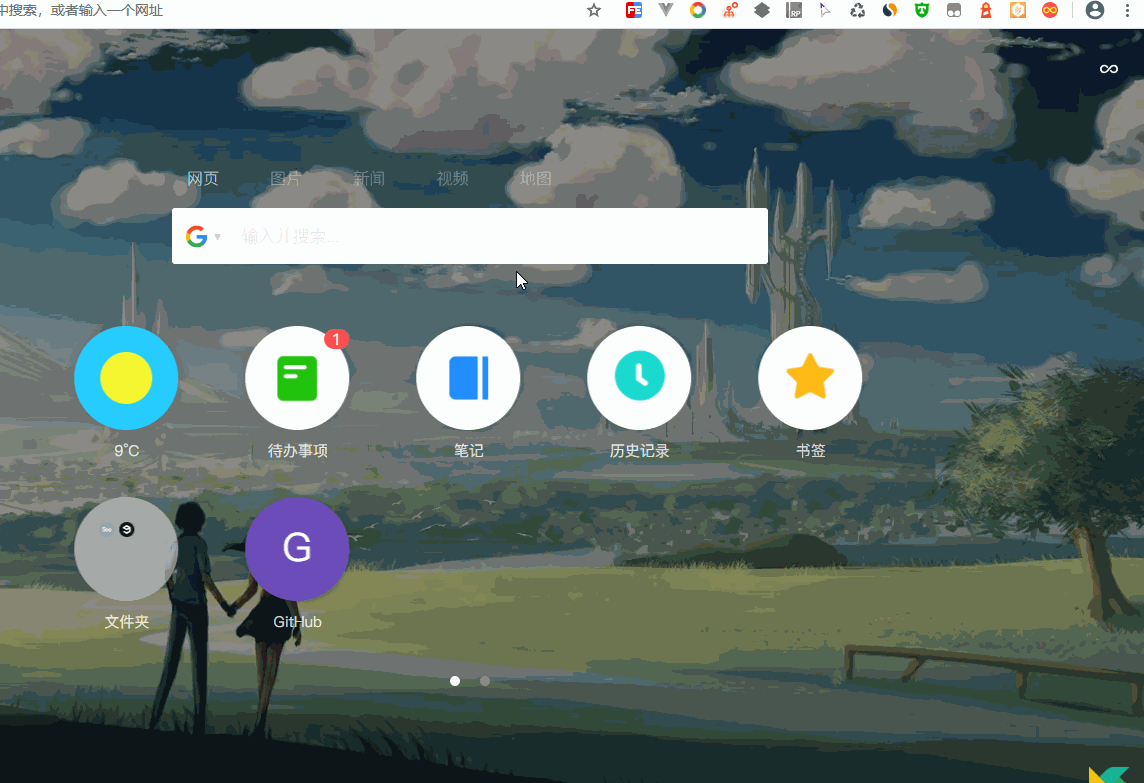 中搜索，或者输入一个网址
FE
RP
网页 图片 新闻 视频 地图
输入并搜索...
1
9°C 待办事项 笔记 历史记录 书签
G
文件夹 GitHub